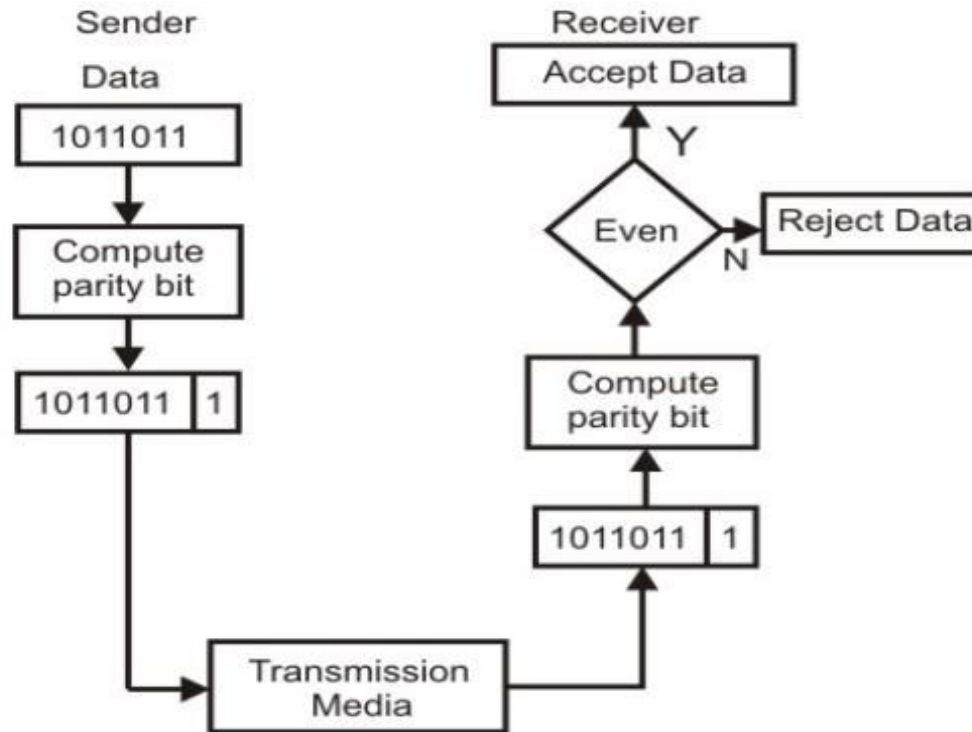 Sender
Data
1011011
Compute
parity bit
1011011 1
Transmission
Media
Receiver
Accept Data
Y
Even
N
Reject Data
Compute
parity bit
1011011 1